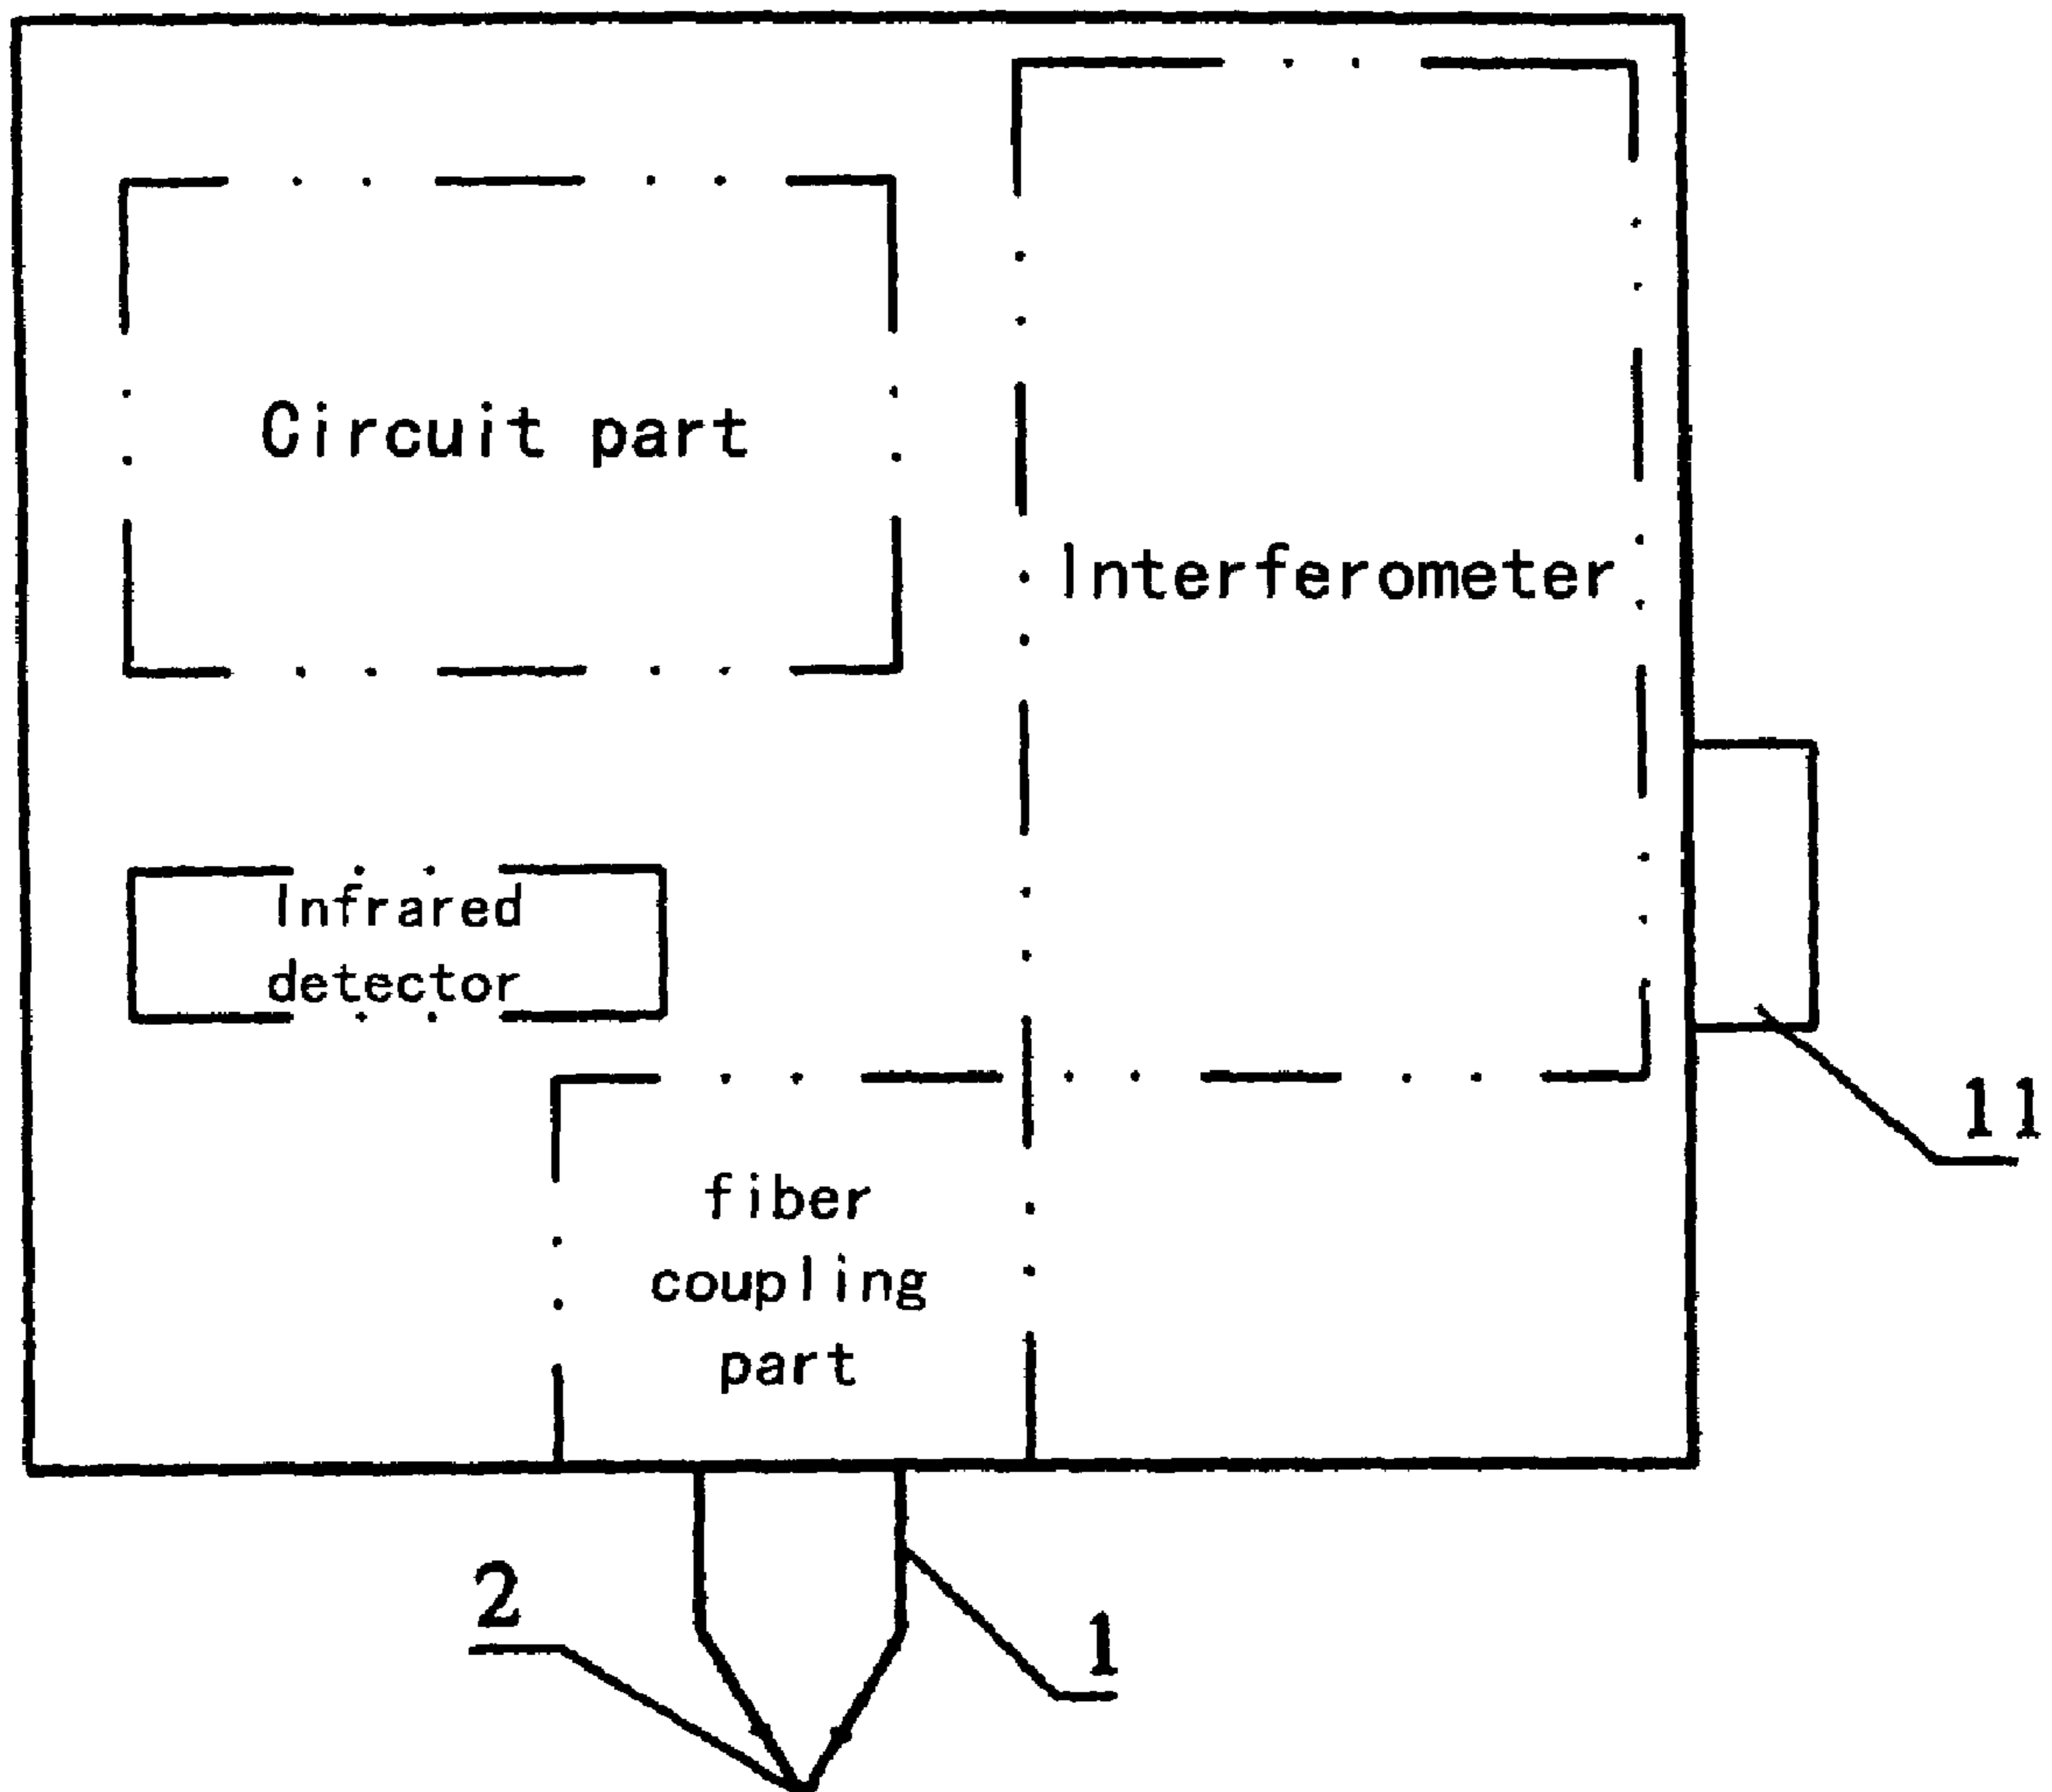 Circuit part
Interferometer
Infrared
detector
11
fiber
coupling
part
2
1